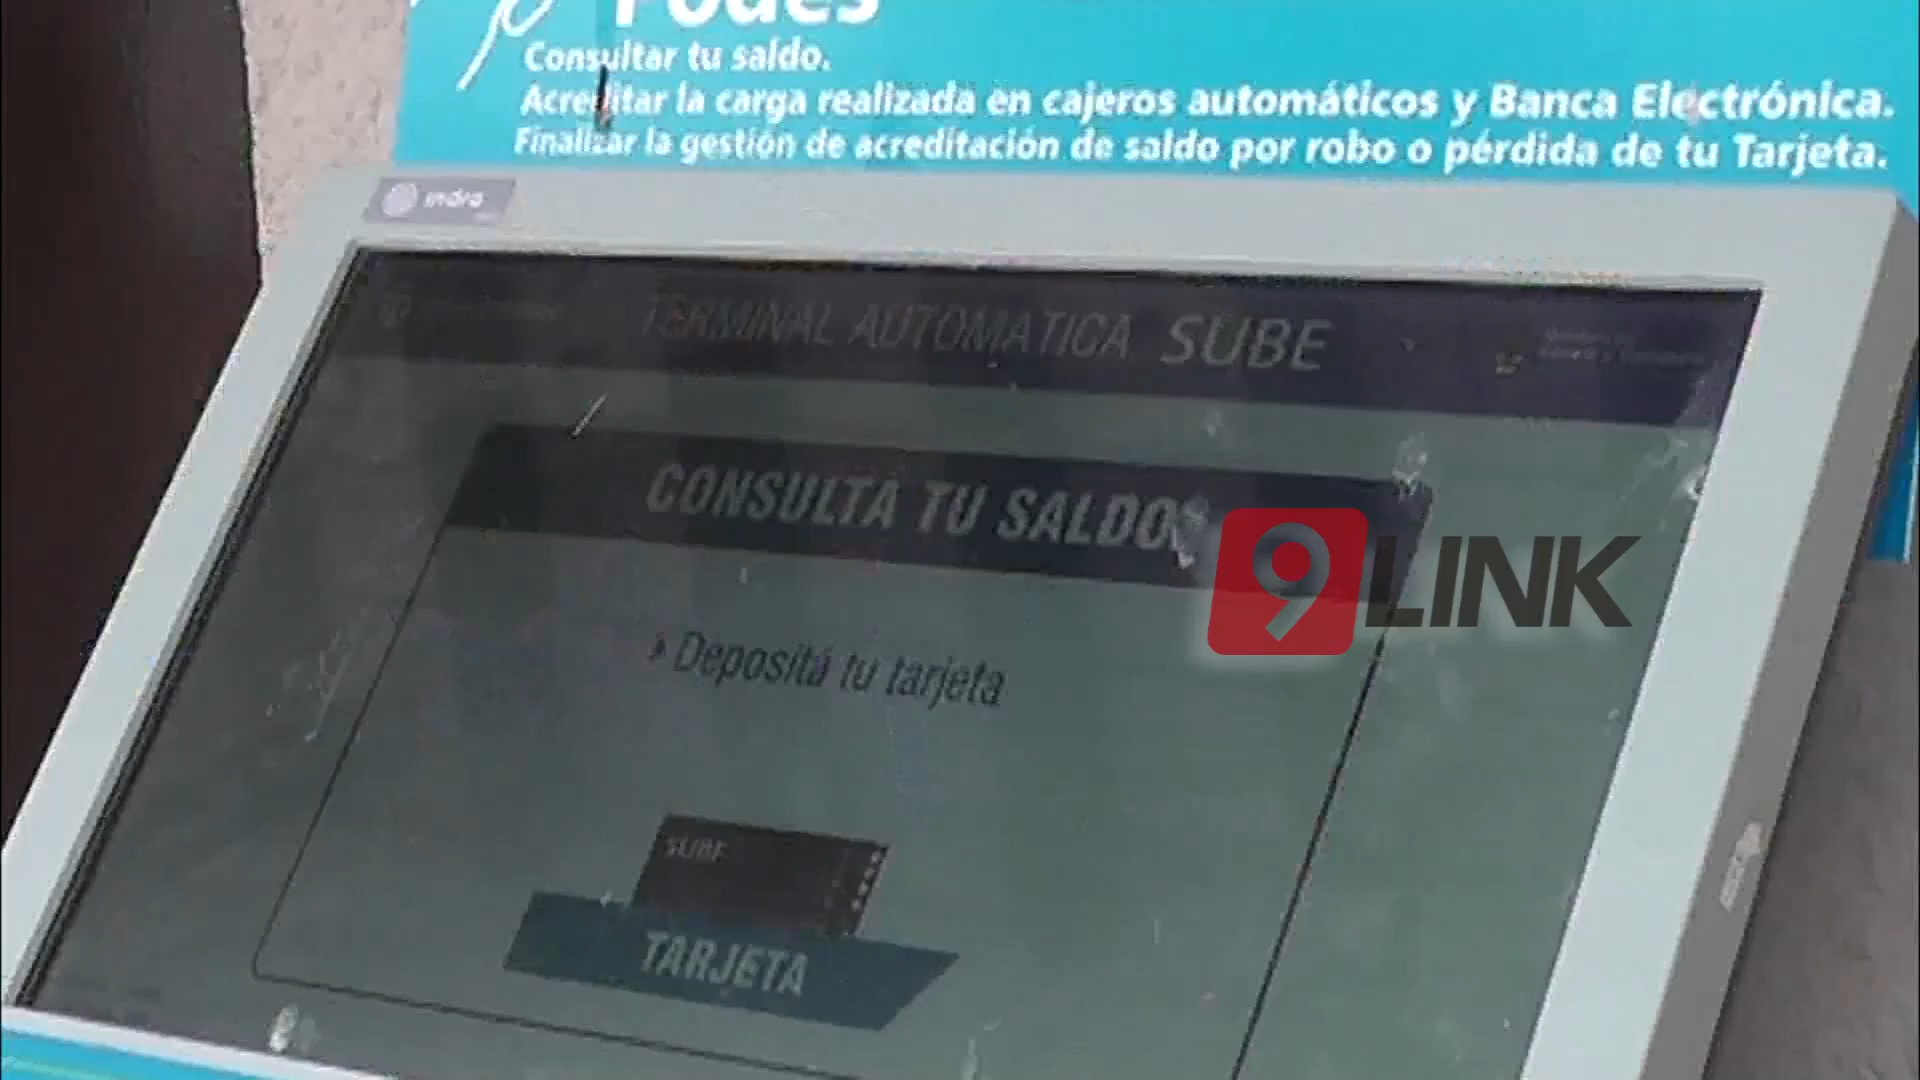 Podés
Consultar tu saldo.
Acreditar la carga realizada en cajeros automáticos y Banca Electrónica.
Finalizar la gestión de acreditación de saldo por robo o pérdida de tu Tarjeta.
indra
TERMINAL AUTOMATICA SUBE
CONSULTA TU SALDO
9 LINK
Depositá tu tarjeta
SUBE
TARJETA